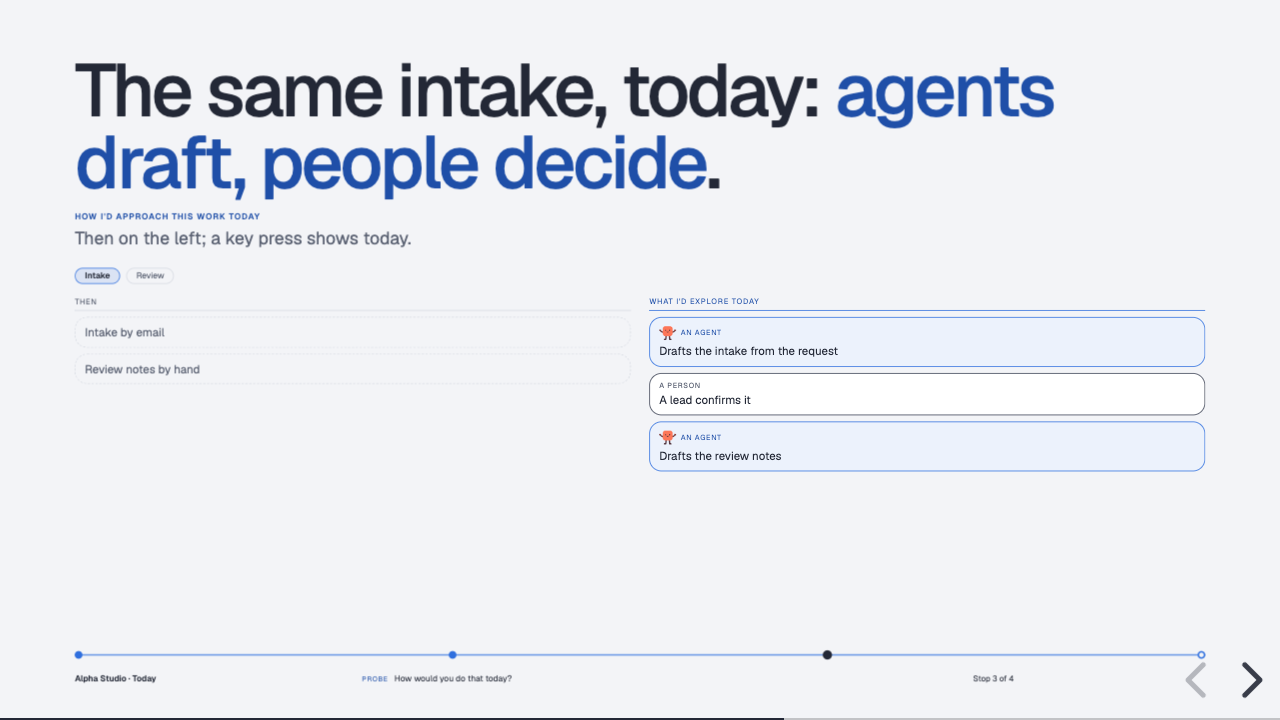 The same intake, today: agents
draft, people decide.
HOW I'D APPROACH THIS WORK TODAY
Then on the left; a key press shows today.
Intake
Review
THEN
Intake by email
Review notes by hand
WHAT I'D EXPLORE TODAY
AN AGENT
Drafts the intake from the request
A PERSON
A lead confirms it
AN AGENT
Drafts the review notes
Alpha Studio · Today
PROBE How would you do that today?
Stop 3 of 4